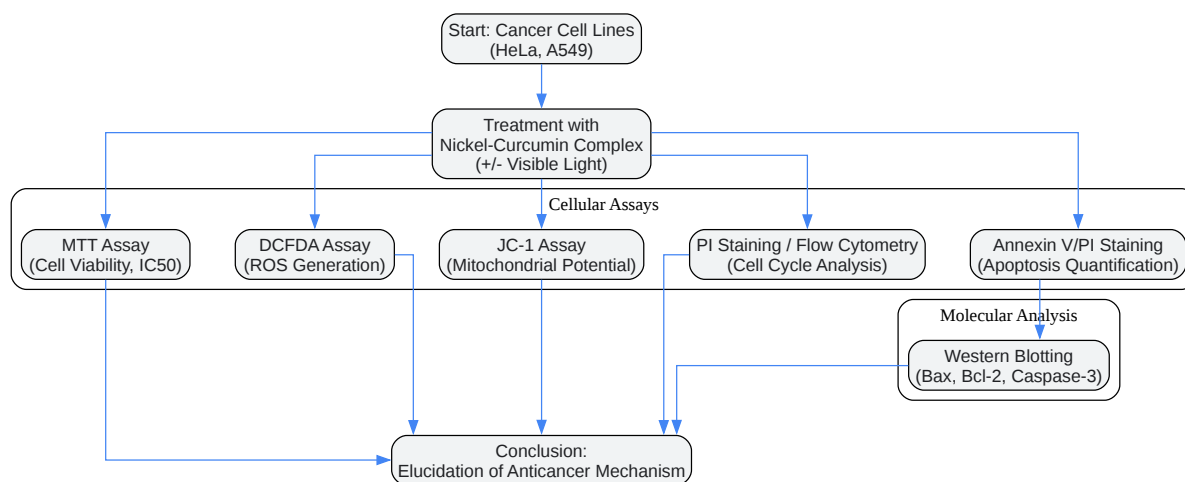 Start: Cancer Cell Lines
(HeLa, A549)
Treatment with
Nickel-Curcumin Complex
(+/- Visible Light)
Cellular Assays
MTT Assay
(Cell Viability, IC50)
DCFDA Assay
(ROS Generation)
JC-1 Assay
(Mitochondrial Potential)
PI Staining / Flow Cytometry
(Cell Cycle Analysis)
Annexin V/PI Staining
(Apoptosis Quantification)
Molecular Analysis
Western Blotting
(Bax, Bcl-2, Caspase-3)
Conclusion:
Elucidation of Anticancer Mechanism